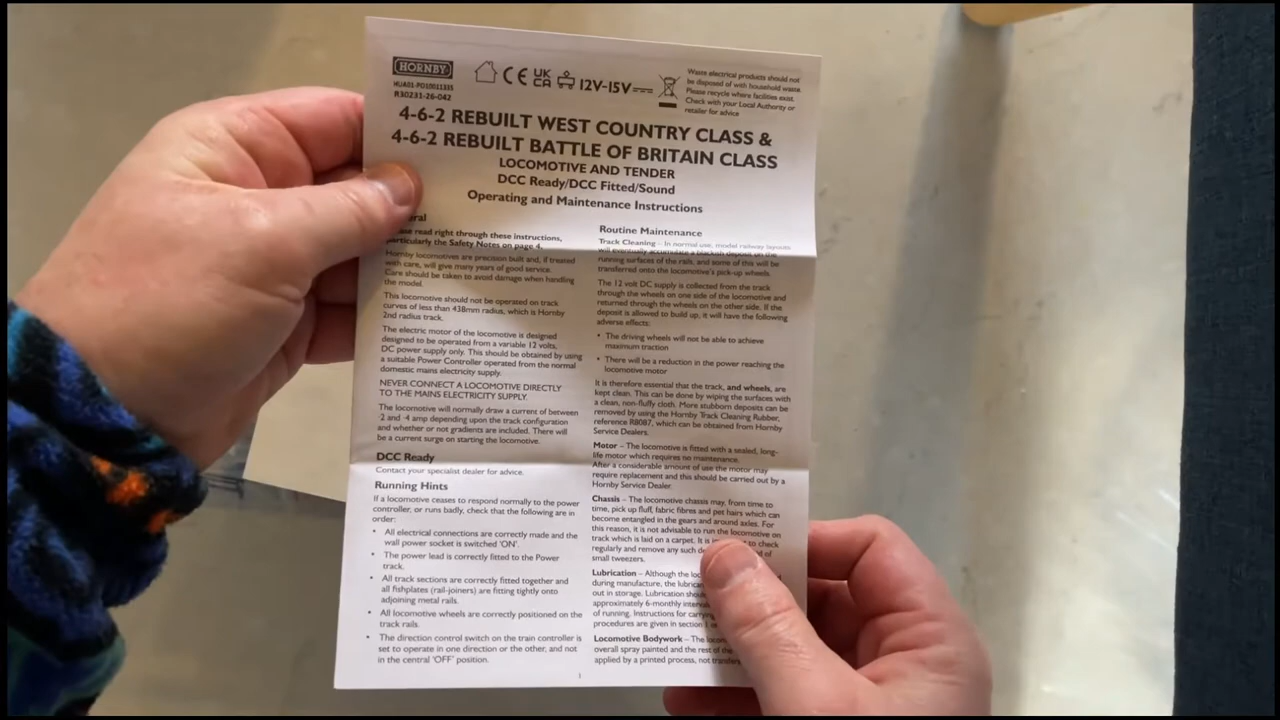 HORNBY
HUA01-PO1001133S
R30231-26-042
CE UK CA 12V-15V
Waste electrical products should not
be disposed of with household waste.
Please recycle where facilities exist.
Check with your Local Authority or
retailer for advice
4-6-2 REBUILT WEST COUNTRY CLASS &
4-6-2 REBUILT BATTLE OF BRITAIN CLASS
LOCOMOTIVE AND TENDER
DCC Ready/DCC Fitted/Sound
Operating and Maintenance Instructions
read right through these instructions,
particularly the Safety Notes on page 4.
Hornby locomotives are precision built and, if treated
with care, will give many years of good service.
Care should be taken to avoid damage when handling
the model.
This locomotive should not be operated on track
curves of less than 438mm radius, which is Hornby
2nd radius track.
The electric motor of the locomotive is designed
designed to be operated from a variable 12 volts,
DC power supply only. This should be obtained by using
a suitable Power Controller operated from the normal
domestic mains electricity supply.
NEVER CONNECT A LOCOMOTIVE DIRECTLY
TO THE MAINS ELECTRICITY SUPPLY.
The locomotive will normally draw a current of between
·2 and ·4 amp depending upon the track configuration
and whether or not gradients are included. There will
be a current surge on starting the locomotive.
DCC Ready
Contact your specialist dealer for advice.
Running Hints
If a locomotive ceases to respond normally to the power
controller, or runs badly, check that the following are in
order:
• All electrical connections are correctly made and the
wall power socket is switched 'ON'.
• The power lead is correctly fitted to the Power
track.
• All track sections are correctly fitted together and
all fishplates (rail-joiners) are fitting tightly onto
adjoining metal rails.
• All locomotive wheels are correctly positioned on the
track rails.
• The direction control switch on the train controller is
set to operate in one direction or the other, and not
in the central 'OFF' position.
Routine Maintenance
Track Cleaning – In normal use, model railway layouts
will eventually accumulate a blackish deposit on the
running surfaces of the rails, and some of this will be
transferred onto the locomotive's pick-up wheels
The 12 volt DC supply is collected from the track
through the wheels on one side of the locomotive and
returned through the wheels on the other side. If the
deposit is allowed to build up, it will have the following
adverse effects:
• The driving wheels will not be able to achieve
maximum traction
• There will be a reduction in the power reaching the
locomotive motor
It is therefore essential that the track, and wheels, are
kept clean. This can be done by wiping the surfaces with
a clean, non-fluffy cloth. More stubborn deposits can be
removed by using the Hornby Track Cleaning Rubber,
reference R8087, which can be obtained from Hornby
Service Dealers.
Motor – The locomotive is fitted with a sealed, long-
life motor which requires no maintenance.
After a considerable amount of use the motor may
require replacement and this should be carried out by a
Hornby Service Dealer.
Chassis – The locomotive chassis may, from time to
time, pick up fluff, fabric fibres and pet hairs which can
become entangled in the gears and around axles. For
this reason, it is not advisable to run the locomotive on
track which is laid on a carpet. It is to check
regularly and remove any such of
small tweezers.
Lubrication – Although the
during manufacture, the
out in storage. Lubrication
approximately 6-monthly
of running. Instructions for
procedures are given in section
Locomotive Bodywork – The
overall spray painted and the rest of the
applied by a printed process, not
1